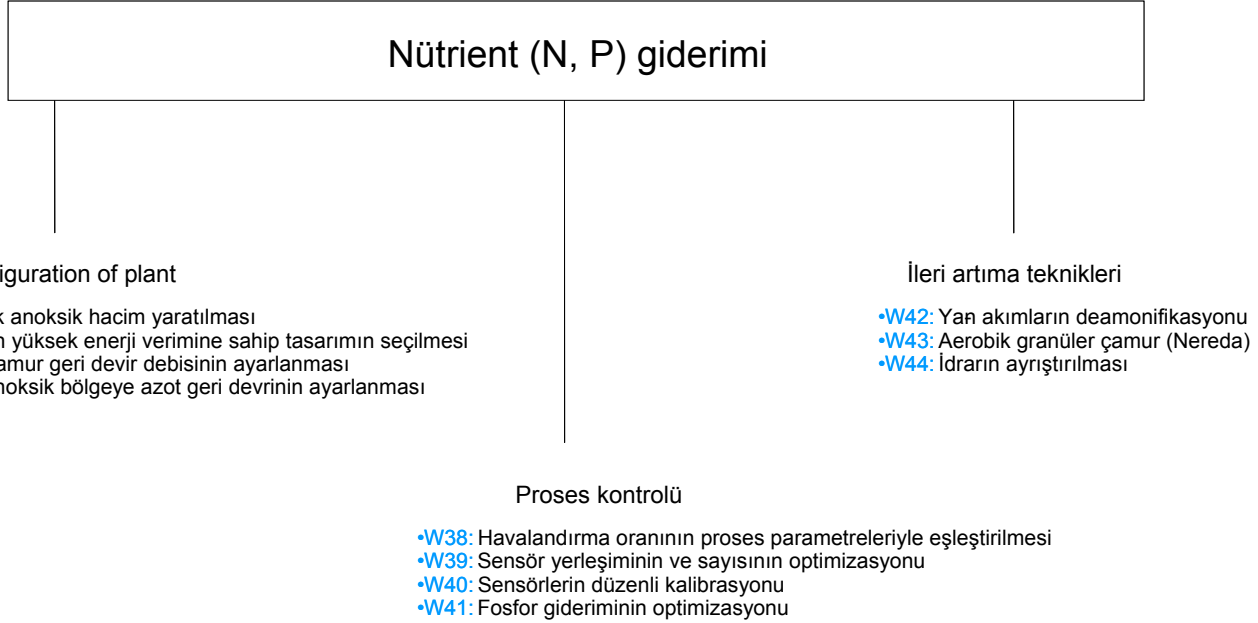 Nütrient (N, P) giderimi
iguration of plant
k anoksik hacim yaratılması
n yüksek enerji verimine sahip tasarımın seçilmesi
amur geri devir debisinin ayarlanması
noksik bölgeye azot geri devrinin ayarlanması
İleri artıma teknikleri
•W42: Yan akımların deamonifikasyonu
•W43: Aerobik granüler çamur (Nereda)
•W44: İdrarın ayrıştırılması
Proses kontrolü
•W38: Havalandırma oranının proses parametreleriyle eşleştirilmesi
•W39: Sensör yerleşiminin ve sayısının optimizasyonu
•W40: Sensörlerin düzenli kalibrasyonu
•W41: Fosfor gideriminin optimizasyonu